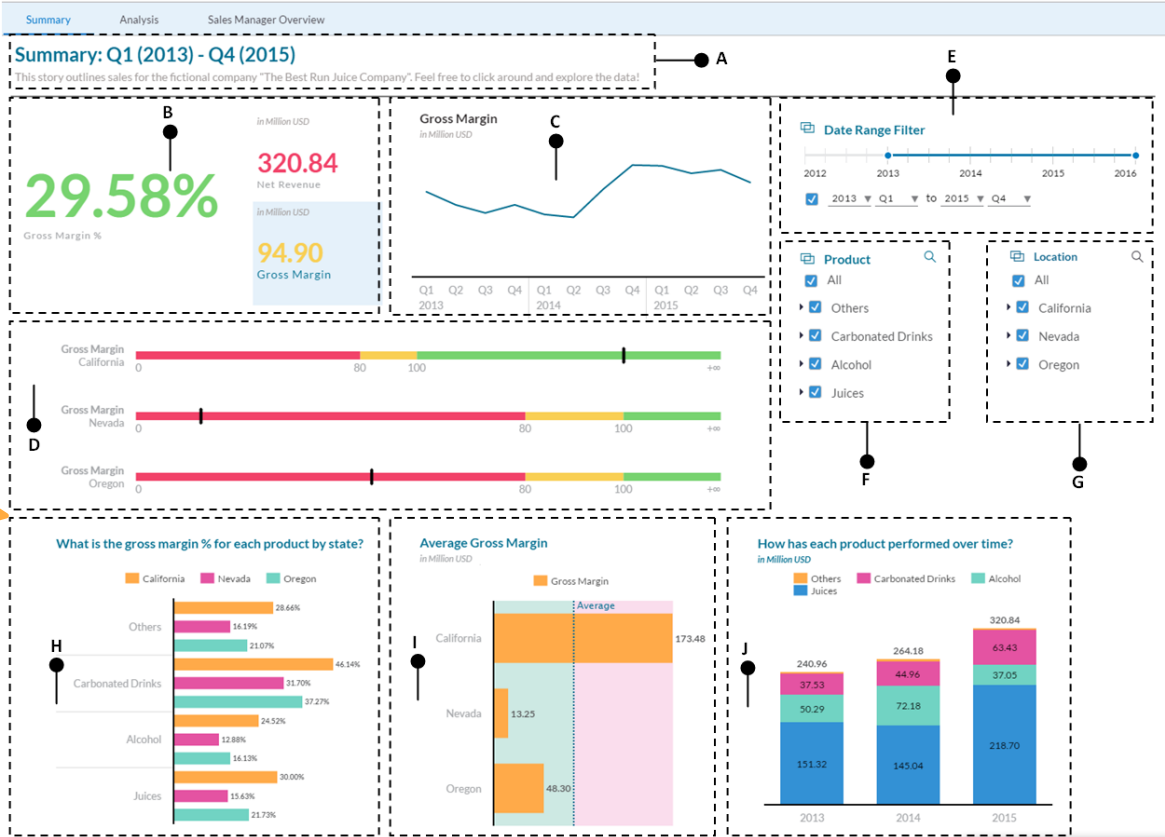 Summary Analysis Sales Manager Overview
Summary: Q1 (2013) - Q4 (2015)
This story outlines sales for the fictional company "The Best Run Juice Company". Feel free to click around and explore the data!
A
B
29.58%
Gross Margin %
in Million USD
320.84
Net Revenue
in Million USD
94.90
Gross Margin
Gross Margin
in Million USD
C
Q1 Q2 Q3 Q4 Q1 Q2 Q3 Q4 Q1 Q2 Q3 Q4
2013 2014 2015
E
Date Range Filter
2012 2013 2014 2015 2016
2013 Q1 to 2015 Q4
Product
All
Others
Carbonated Drinks
Alcohol
Juices
F
Location
All
California
Nevada
Oregon
G
D
Gross Margin
California
0 80 100 +∞
Gross Margin
Nevada
0 80 100 +∞
Gross Margin
Oregon
0 80 100 +∞
What is the gross margin % for each product by state?
California Nevada Oregon
H
Others
28.66%
16.19%
21.07%
Carbonated Drinks
46.14%
31.70%
37.27%
Alcohol
24.52%
12.88%
16.13%
Juices
30.00%
15.63%
21.73%
Average Gross Margin
in Million USD
Gross Margin
Average
I
California 173.48
Nevada 13.25
Oregon 48.30
How has each product performed over time?
in Million USD
Others Carbonated Drinks Alcohol
Juices
J
240.96 264.18 320.84
37.53 44.96 63.43
50.29 72.18 37.05
151.32 145.04 218.70
2013 2014 2015